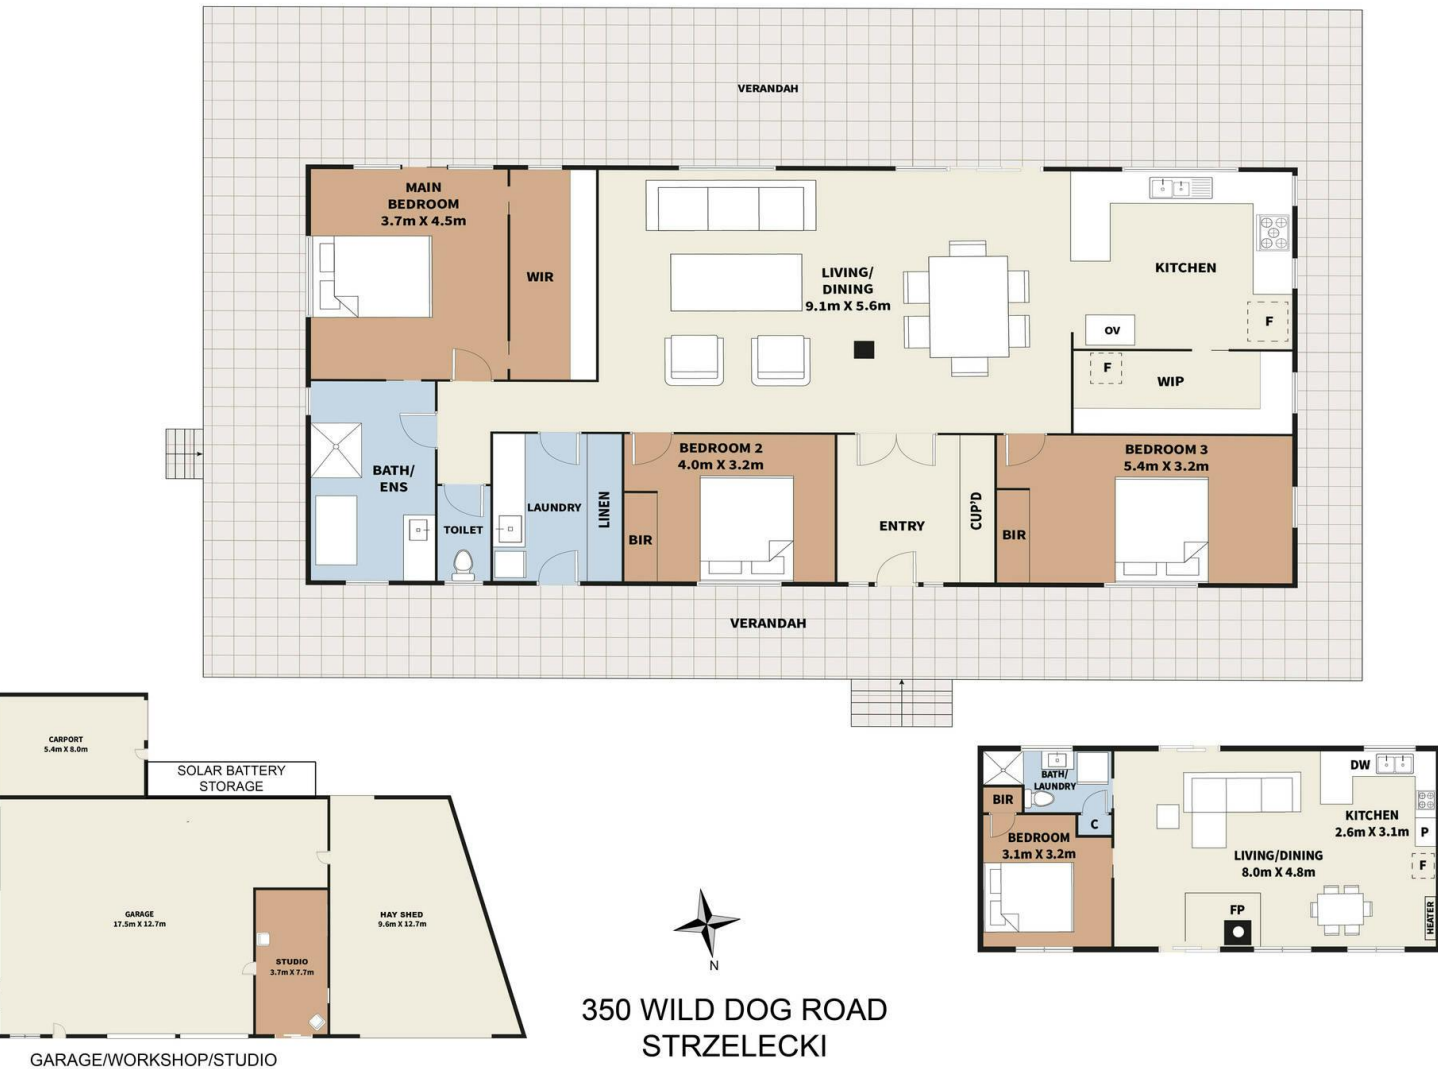 VERANDAH
MAIN
BEDROOM
3.7m X 4.5m
WIR
LIVING/
DINING
9.1m X 5.6m
KITCHEN
F
OV
F
WIP
BATH/
ENS
TOILET
LAUNDRY
LINEN
BEDROOM 2
4.0m X 3.2m
BIR
ENTRY
CUP'D
BEDROOM 3
5.4m X 3.2m
BIR
VERANDAH
CARPORT
5.4m X 8.0m
SOLAR BATTERY
STORAGE
GARAGE
17.5m X 12.7m
STUDIO
3.7m X 7.7m
HAY SHED
9.6m X 12.7m
GARAGE/WORKSHOP/STUDIO
N
350 WILD DOG ROAD
STRZELECKI
BATH/
LAUNDRY
BIR
C
BEDROOM
3.1m X 3.2m
DW
KITCHEN
2.6m X 3.1m
P
F
LIVING/DINING
8.0m X 4.8m
FP
HEATER